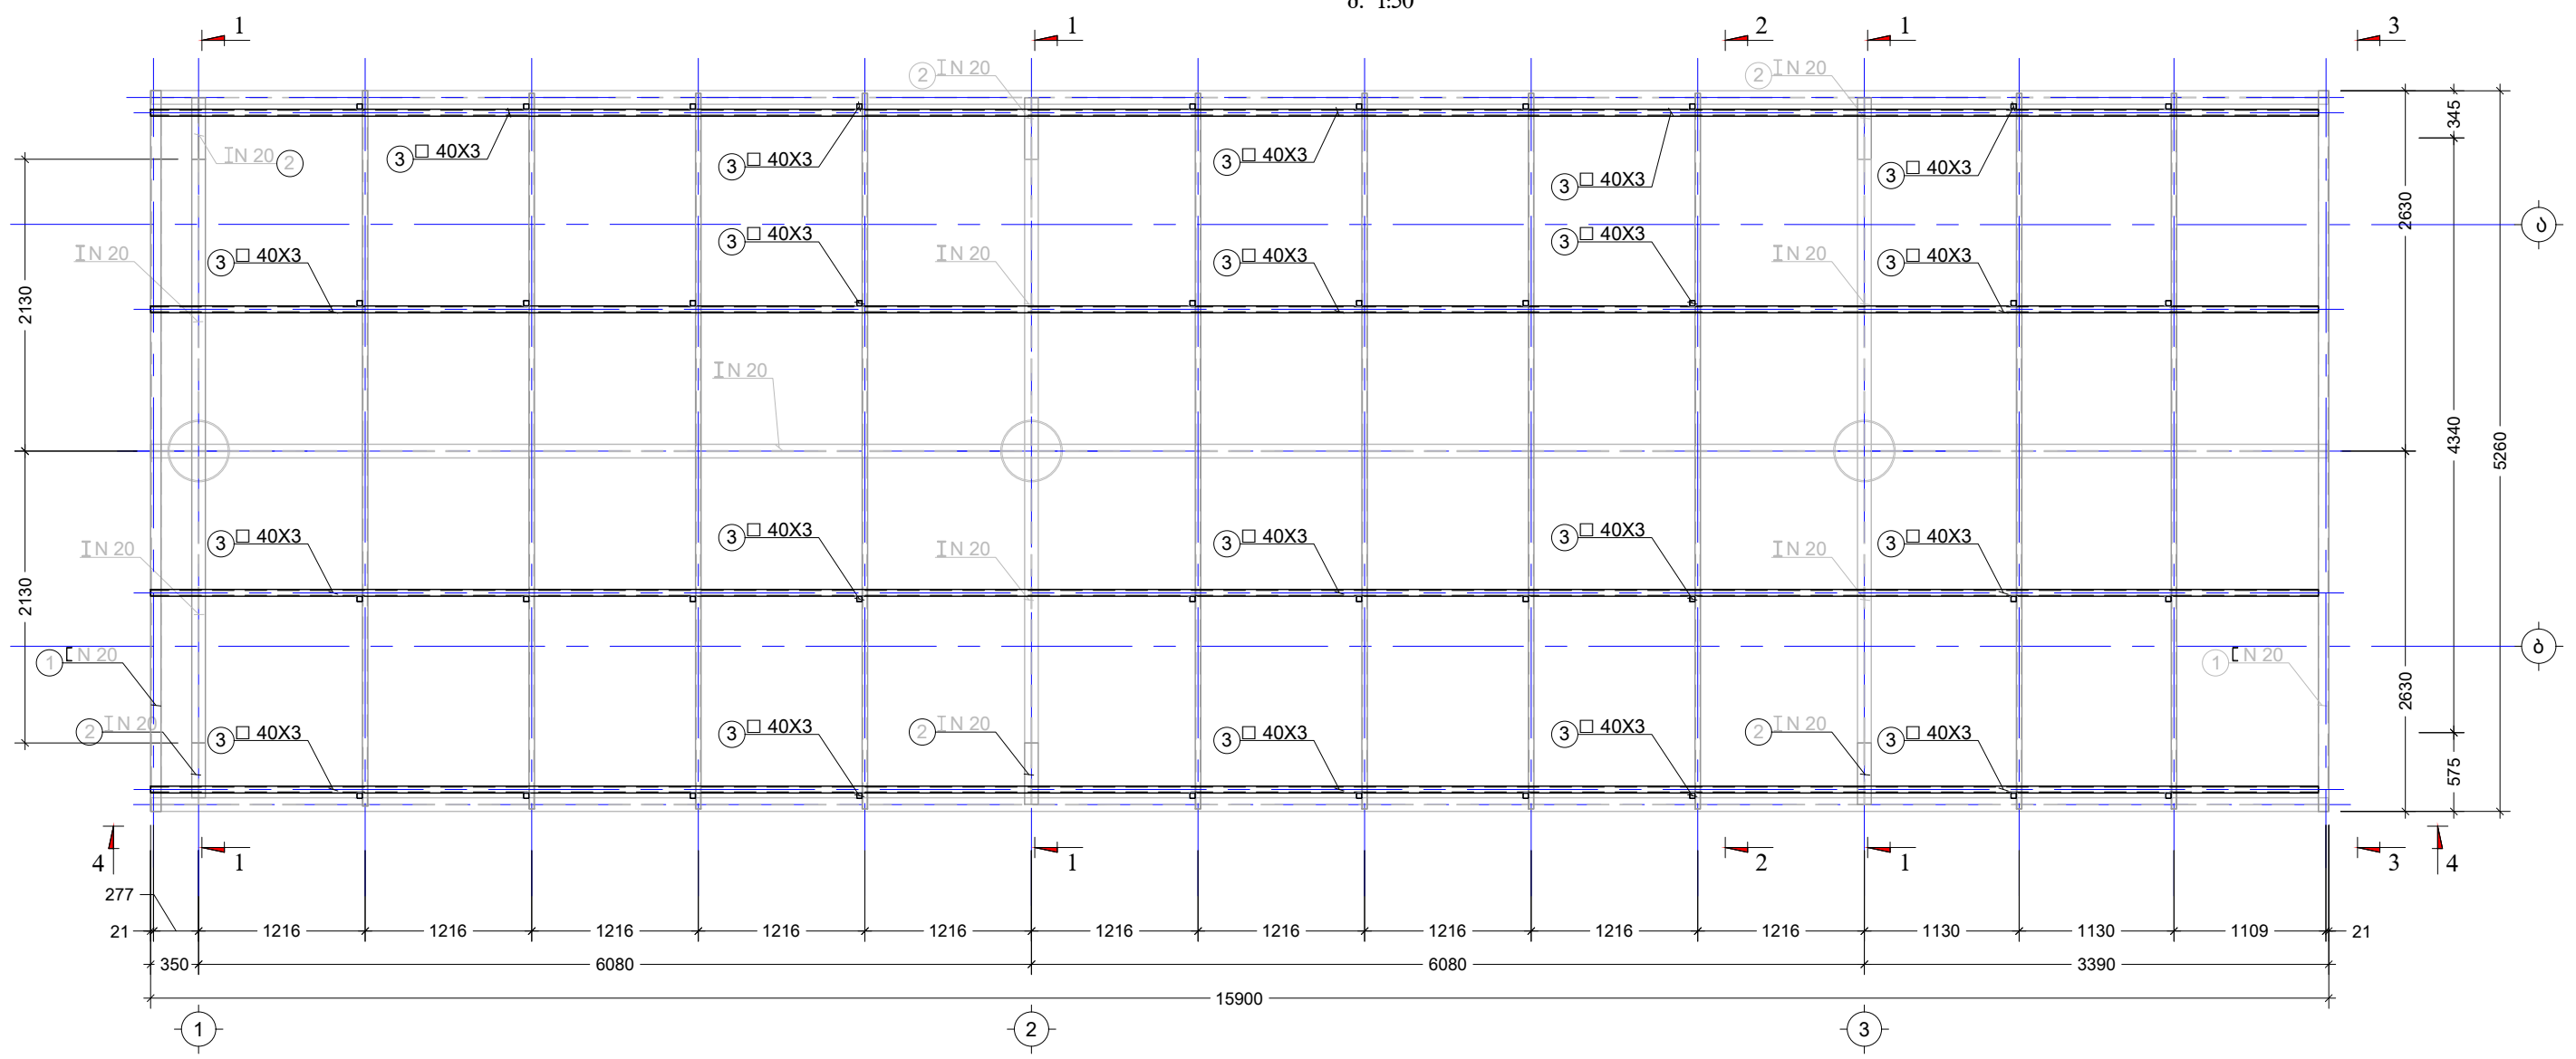 მ. 1:50
1 1 2 1 3
2 IN 20 2 IN 20
IN 20 2
3 □ 40X3 3 □ 40X3 3 □ 40X3 3 □ 40X3 3 □ 40X3
345
2630
ა
IN 20 3 □ 40X3 3 □ 40X3 IN 20 3 □ 40X3 3 □ 40X3 IN 20 3 □ 40X3
2130
IN 20
4340
5260
IN 20 3 □ 40X3 3 □ 40X3 IN 20 3 □ 40X3 3 □ 40X3 IN 20 3 □ 40X3
2130
ბ
1 [N 20 1 [N 20
2630
2 IN 20 3 □ 40X3 3 □ 40X3 2 IN 20 3 □ 40X3 3 □ 40X3 2 IN 20 3 □ 40X3
575
4 1 1 2 1 3 4
277
21 1216 1216 1216 1216 1216 1216 1216 1216 1216 1216 1130 1130 1109 21
350 6080 6080 3390
15900
1 2 3